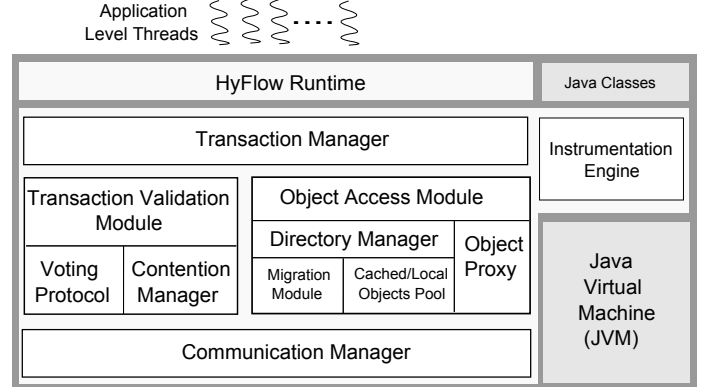 Application
Level Threads
HyFlow Runtime
Java Classes
Transaction Manager
Instrumentation
Engine
Transaction Validation
Module
Voting
Protocol
Contention
Manager
Object Access Module
Directory Manager
Object
Proxy
Migration
Module
Cached/Local
Objects Pool
Java
Virtual
Machine
(JVM)
Communication Manager